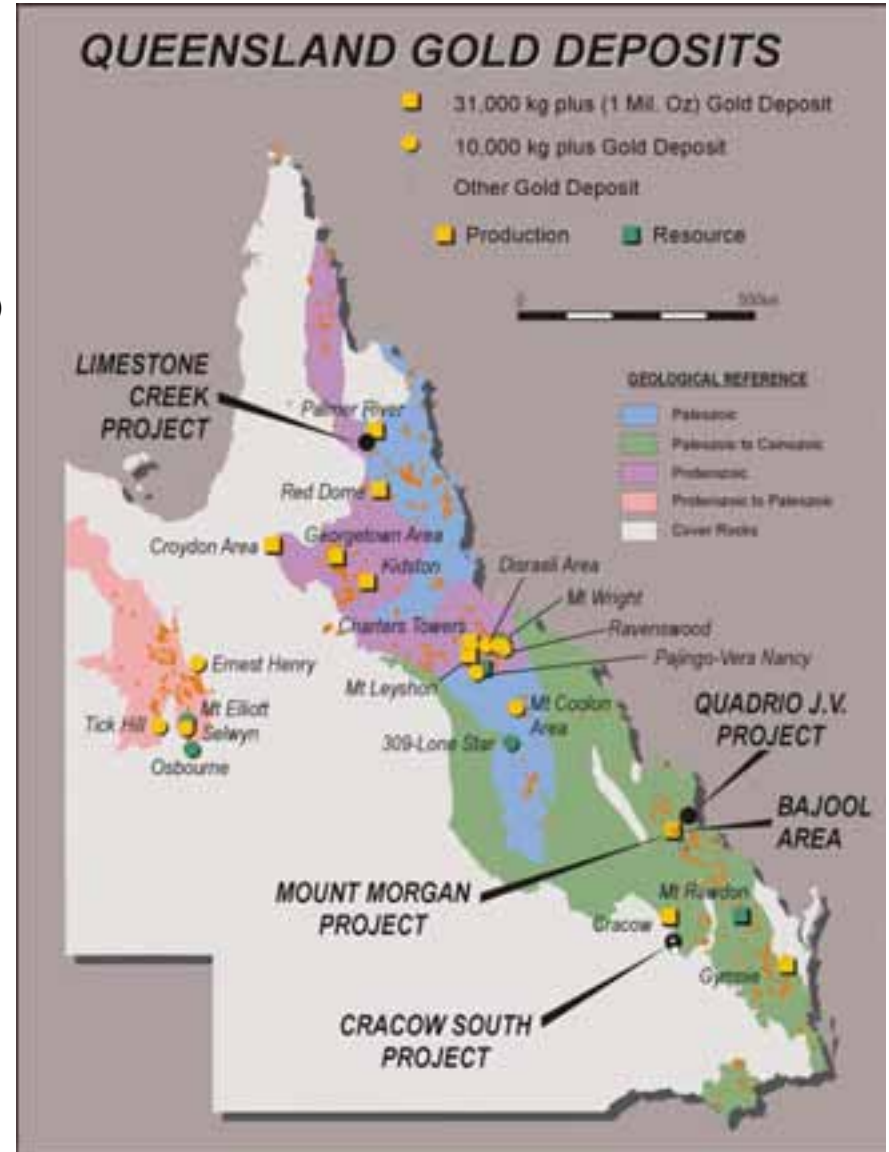 QUEENSLAND GOLD DEPOSITS
31,000 kg plus (1 Mil. Oz) Gold Deposit
10,000 kg plus Gold Deposit
Other Gold Deposit
Production
Resource
0
500km
LIMESTONE
CREEK
PROJECT
GEOLOGICAL REFERENCE
Paleozoic
Paleozoic to Cainozoic
Proterozoic
Proterozoic to Paleozoic
Cover Rocks
Palmer River
Red Dome
Croydon Area
Georgetown Area
Kidston
Disraeli Area
Mt Wright
Charters Towers
Ravenswood
Pajingo-Vera Nancy
Ernest Henry
Mt Leyshon
Mt Coolon
Area
QUADRIO J.V.
PROJECT
Tick Hill
Mt Elliott
Selwyn
309-Lone Star
Osbourne
BAJOOL
AREA
MOUNT MORGAN
PROJECT
Mt Rawdon
Cracow
Gympie
CRACOW SOUTH
PROJECT